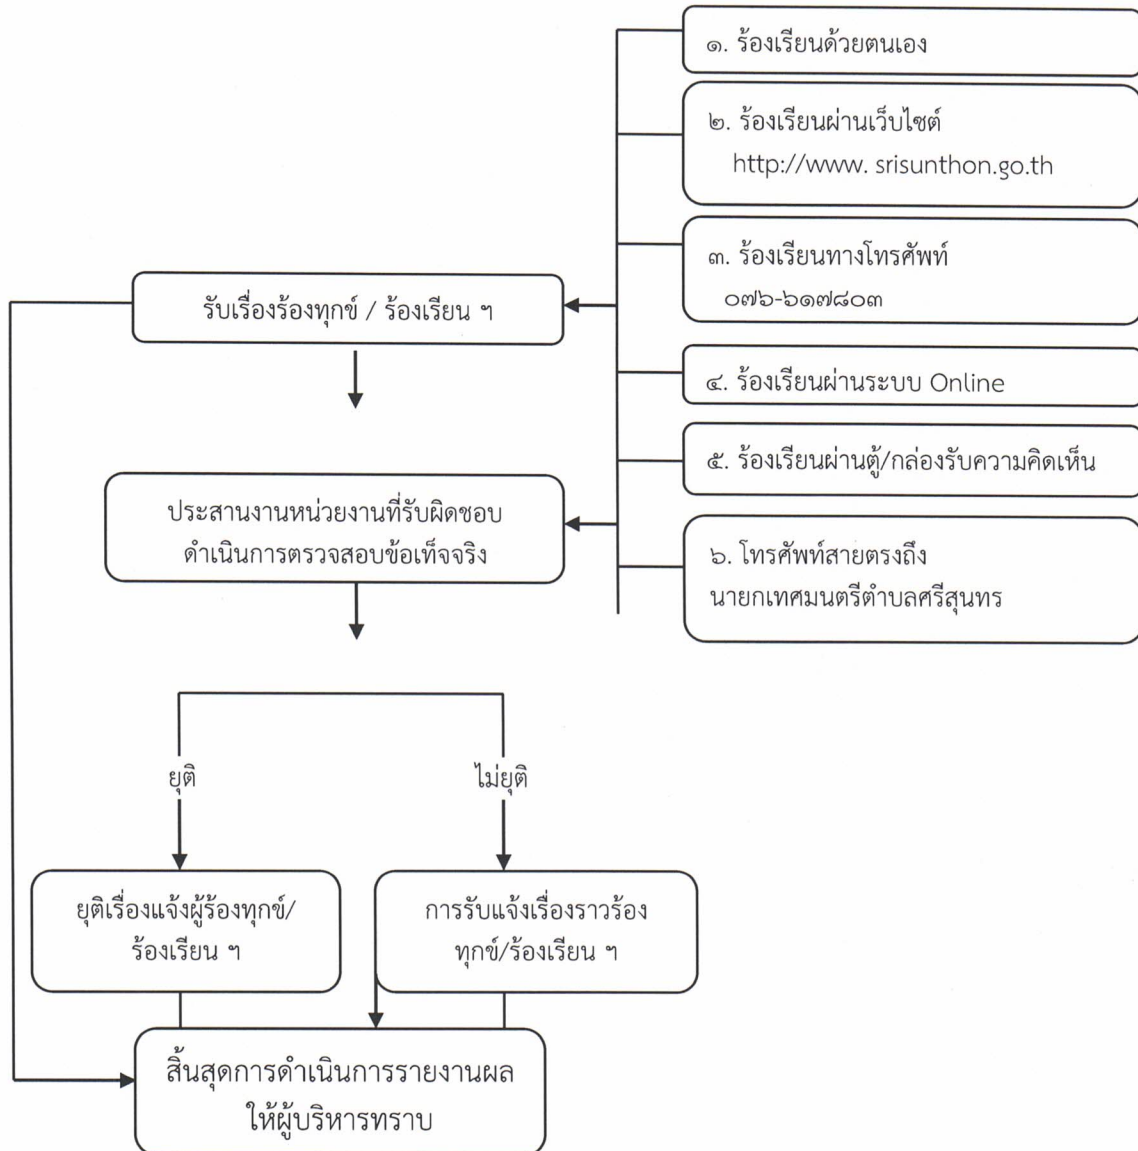 ๑. ร้องเรียนด้วยตนเอง
๒. ร้องเรียนผ่านเว็บไซต์
http://www. srisunthon.go.th
๓. ร้องเรียนทางโทรศัพท์
๐๗๖-๖๑๗๘๐๓
รับเรื่องร้องทุกข์ / ร้องเรียน ฯ
๔. ร้องเรียนผ่านระบบ Online
๕. ร้องเรียนผ่านตู้/กล่องรับความคิดเห็น
ประสานงานหน่วยงานที่รับผิดชอบ
ดำเนินการตรวจสอบข้อเท็จจริง
๖. โทรศัพท์สายตรงถึง
นายกเทศมนตรีตำบลศรีสุนทร
ยุติ
ไม่ยุติ
ยุติเรื่องแจ้งผู้ร้องทุกข์/
ร้องเรียน ฯ
การรับแจ้งเรื่องราวร้อง
ทุกข์/ร้องเรียน ฯ
สิ้นสุดการดำเนินการรายงานผล
ให้ผู้บริหารทราบ